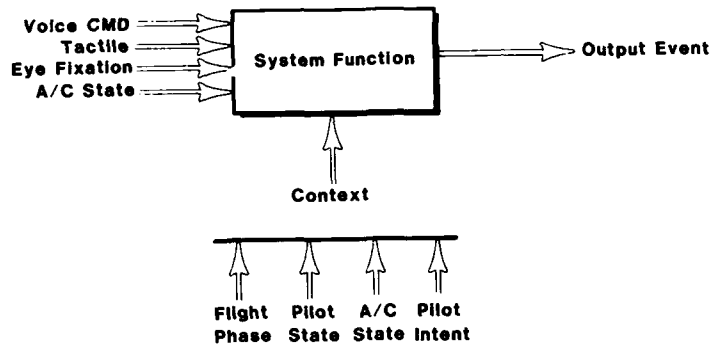 Voice CMD
Tactile
Eye Fixation
A/C State
System Function
Output Event
Context
Flight Phase
Pilot State
A/C State
Pilot Intent